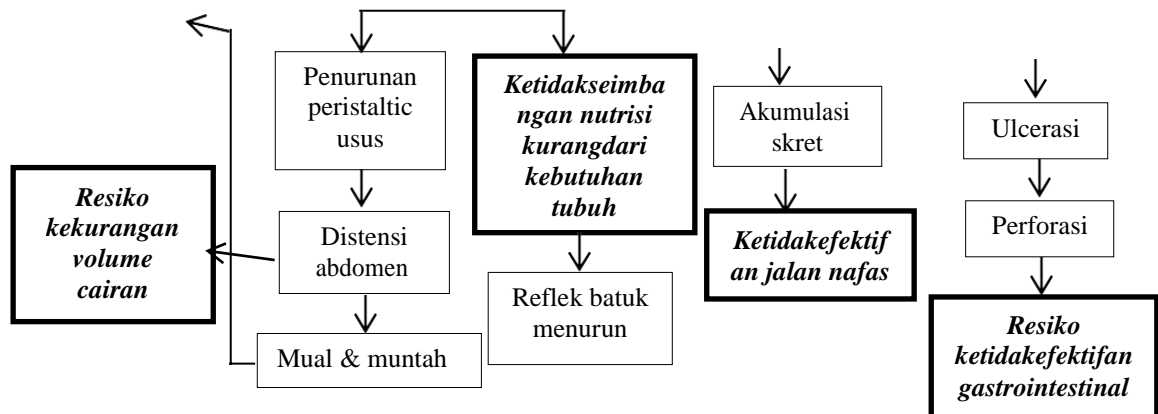 Penurunan
peristaltic
usus
Ketidakseimba
ngan nutrisi
kurangdari
kebutuhan
tubuh
Akumulasi
skret
Ulcerasi
Resiko
kekurangan
volume
cairan
Distensi
abdomen
Ketidakefektif
an jalan nafas
Perforasi
Reflek batuk
menurun
Mual & muntah
Resiko
ketidakefektifan
gastrointestinal